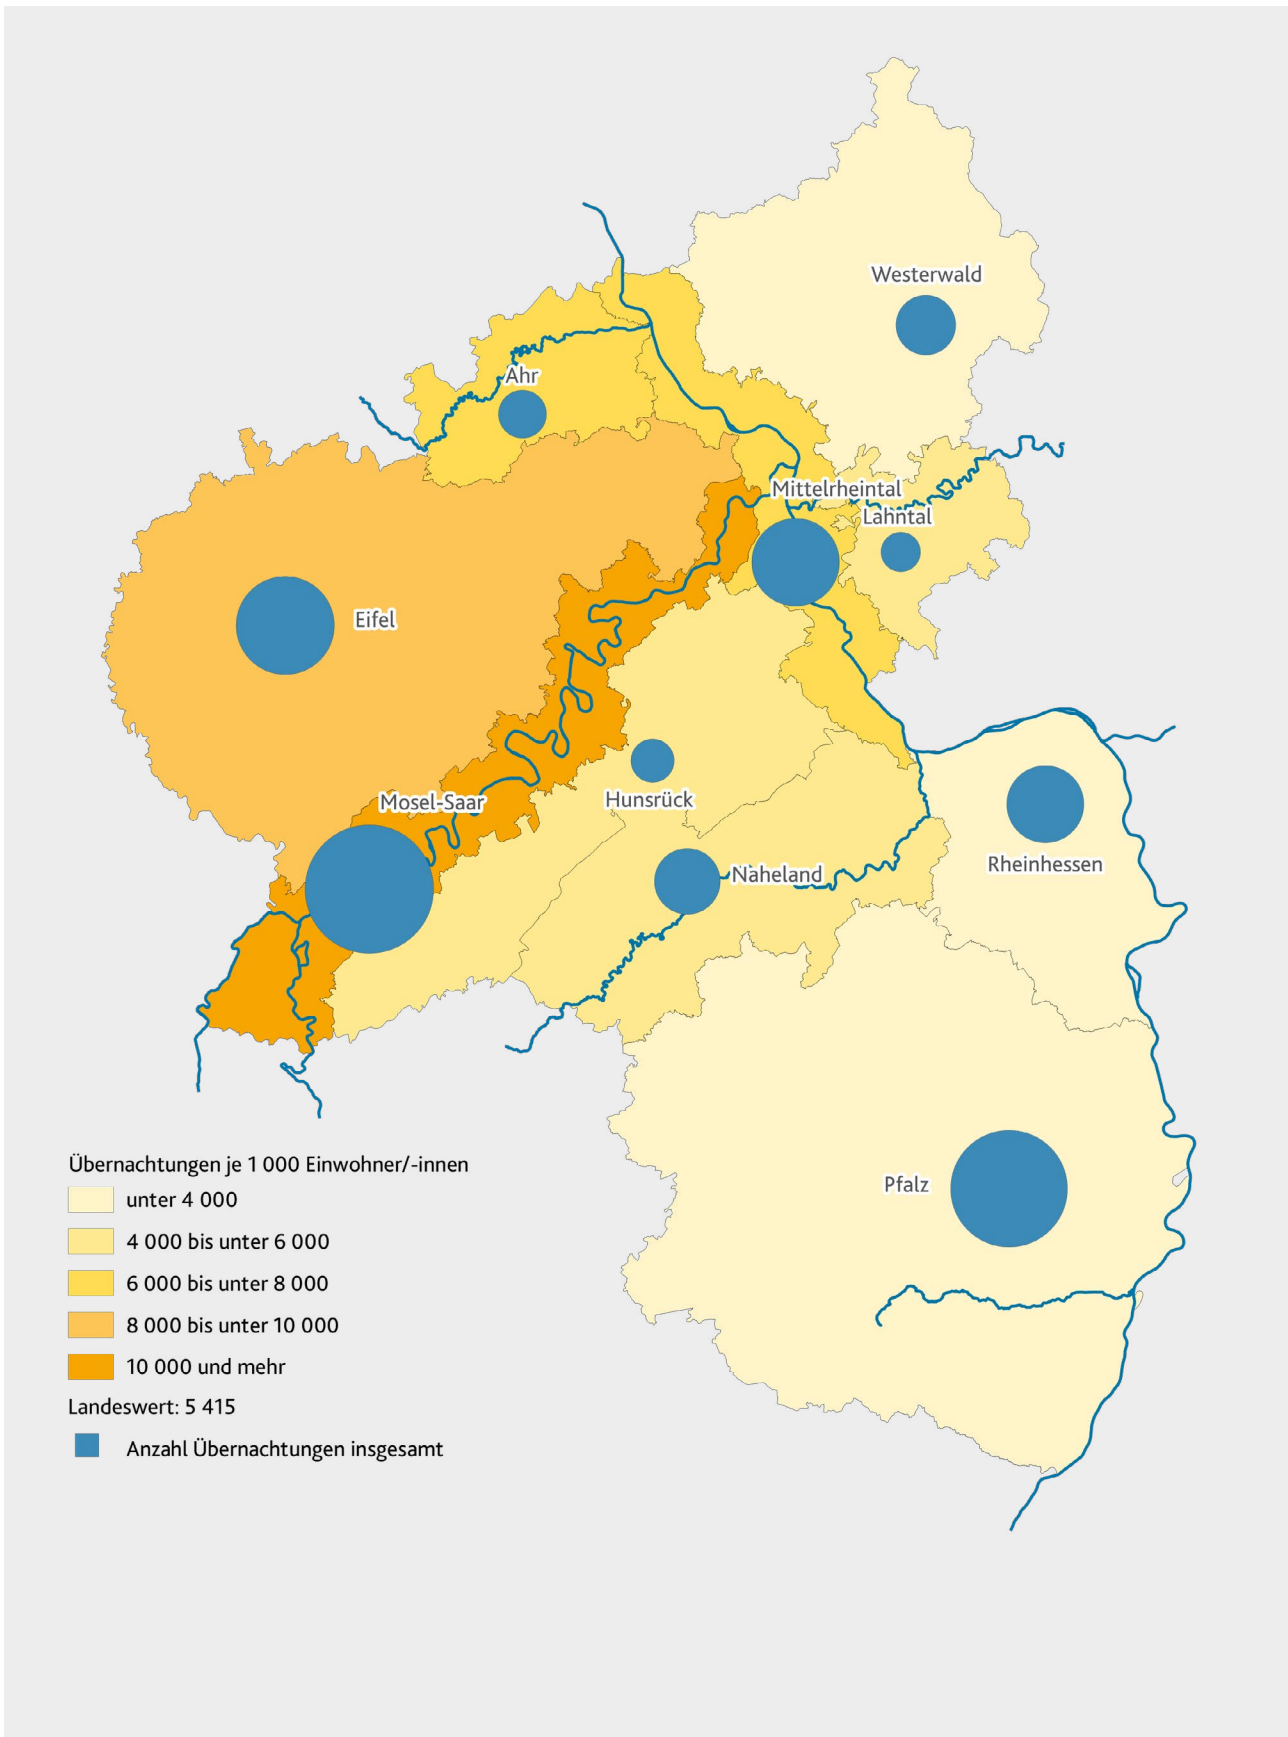 Westerwald
Ahr
Mittelrheintal
Lahntal
Eifel
Mosel-Saar
Hunsrück
Naheland
Rheinhessen
Pfalz
Übernachtungen je 1 000 Einwohner/-innen
unter 4 000
4 000 bis unter 6 000
6 000 bis unter 8 000
8 000 bis unter 10 000
10 000 und mehr
Landeswert: 5 415
Anzahl Übernachtungen insgesamt